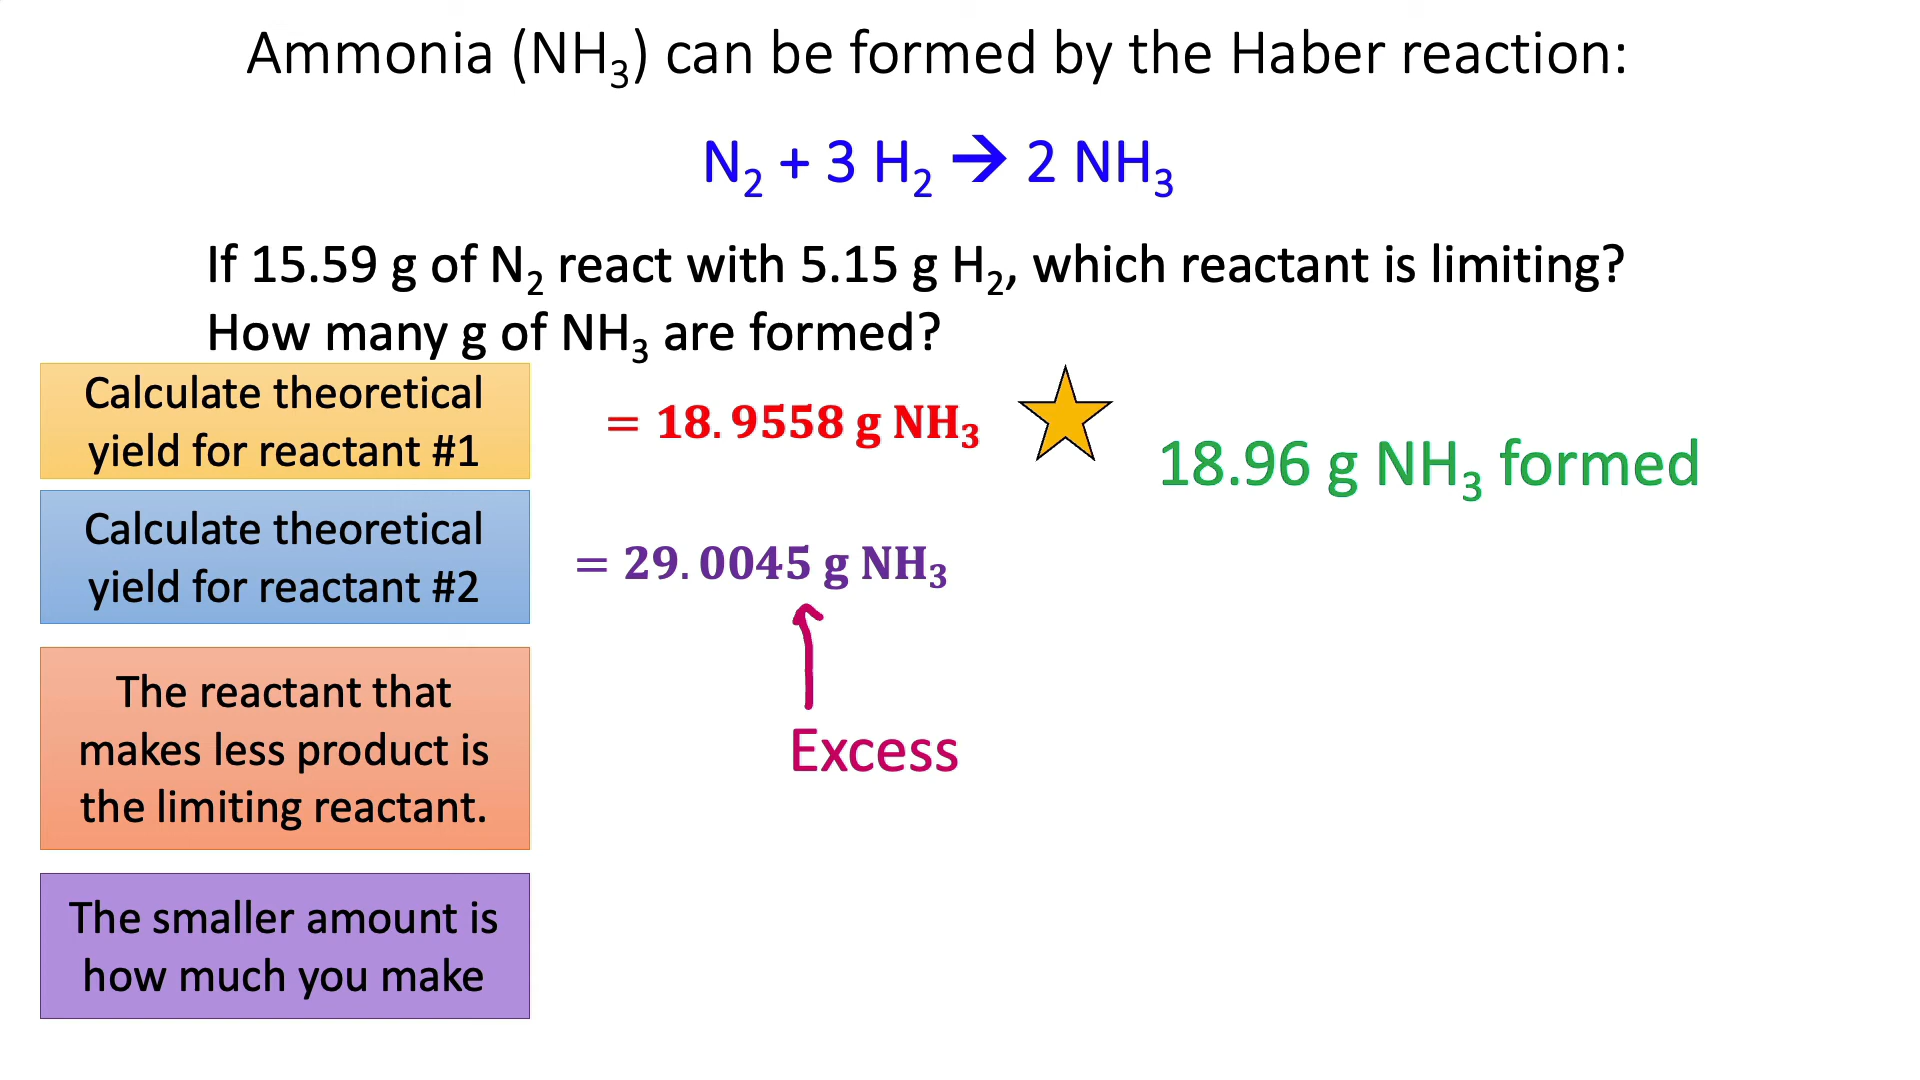 Ammonia (NH₃) can be formed by the Haber reaction:
N₂ + 3 H₂ → 2 NH₃
If 15.59 g of N₂ react with 5.15 g H₂, which reactant is limiting?
How many g of NH₃ are formed?
Calculate theoretical
yield for reactant #1
= 18.9558 g NH₃
18.96 g NH₃ formed
Calculate theoretical
yield for reactant #2
= 29.0045 g NH₃
Excess
The reactant that
makes less product is
the limiting reactant.
The smaller amount is
how much you make